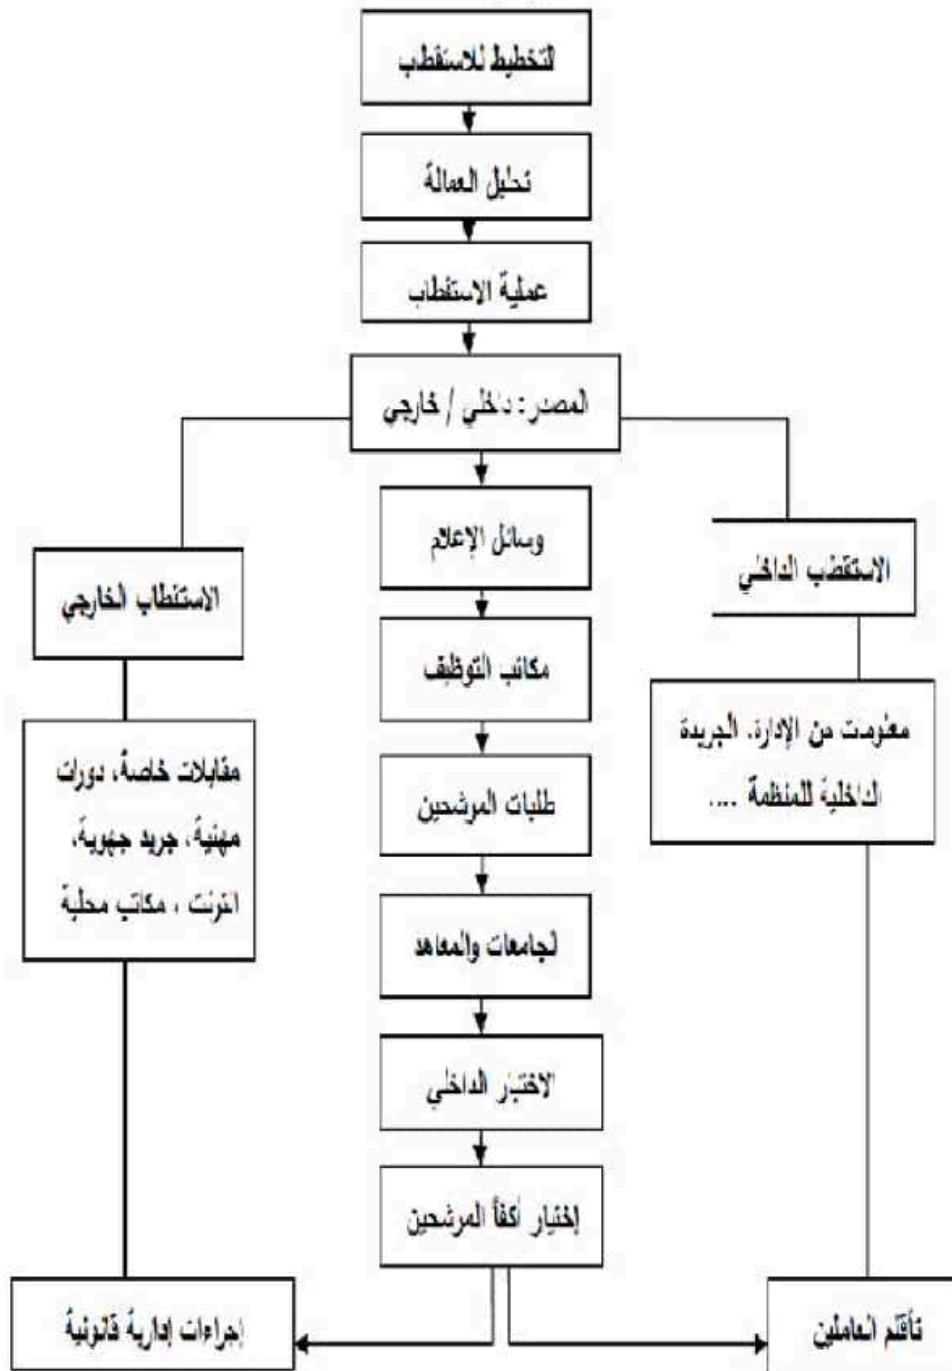 التخطيط للاستقطاب
تحليل العمالة
عملية الاستقطاب
المصدر: داخلي / خارجي
وسائل الإعلام
الاستقطاب الداخلي
الاستقطاب الخارجي
مكاتب التوظيف
معلومات من الإدارة، الجريدة
الداخلية للمنظمة ....
مقابلات خاصة، دورات
مهنية، جريد جهوية،
انترنت ، مكاتب محلية
طلبات المرشحين
لجامعات والمعاهد
الاختبار الداخلي
إختيار أكفأ المرشحين
إجراءات إدارية قانونية
تأقلم العاملين